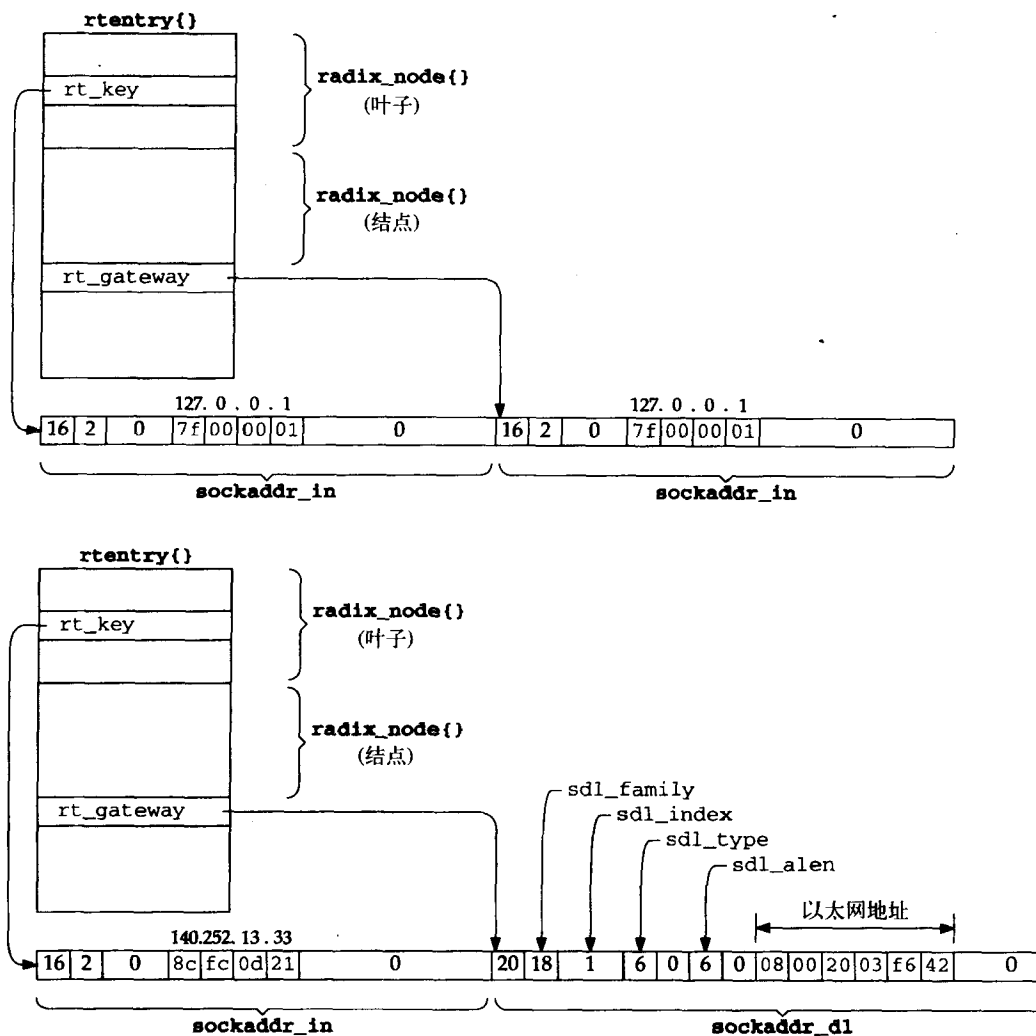 rtentry{}
rt_key
radix_node{}
(叶子)
radix_node{}
(结点)
rt_gateway
127. 0 . 0 . 1
127. 0 . 0 . 1
16 2 0 7f 00 00 01 0 16 2 0 7f 00 00 01 0
sockaddr_in
sockaddr_in
rtentry{}
rt_key
radix_node{}
(叶子)
radix_node{}
(结点)
rt_gateway
sdl_family
sdl_index
sdl_type
sdl_alen
以太网地址
140.252. 13 . 33
16 2 0 8c fc 0d 21 0 20 18 1 6 0 6 0 08 00 20 03 f6 42 0
sockaddr_in
sockaddr_dl